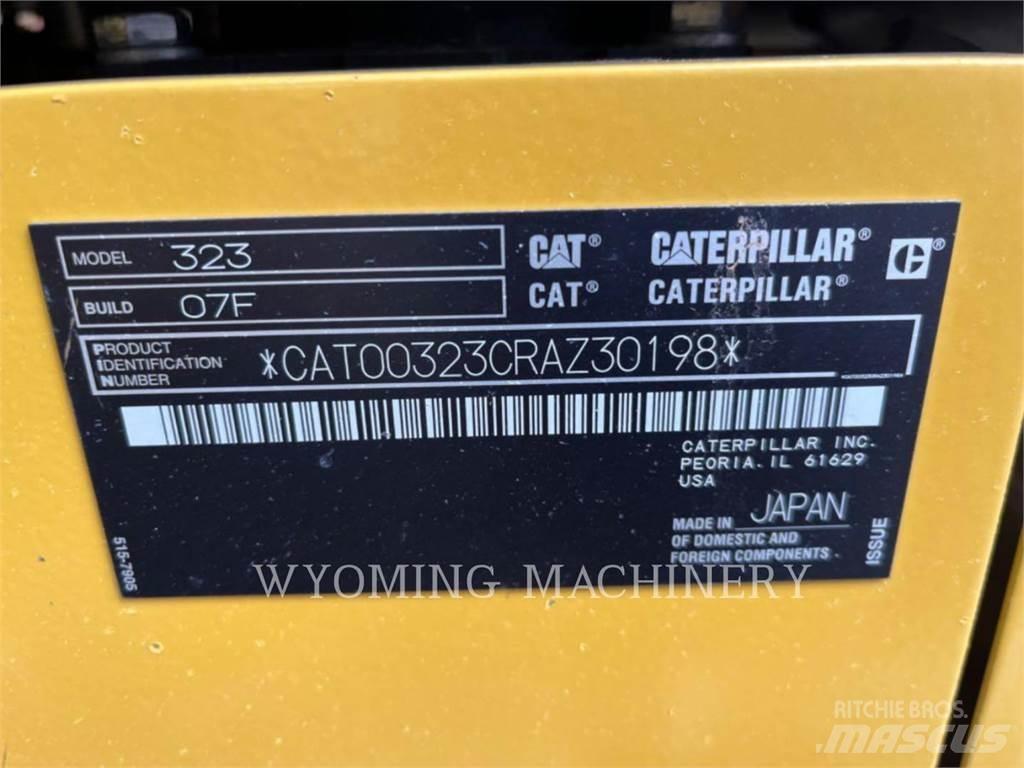 MODEL 323
BUILD 07F
CAT® CATERPILLAR®
CAT® CATERPILLAR®
PRODUCT
IDENTIFICATION
NUMBER
*CAT00323CRAZ30198*
CATERPILLAR INC.
PEORIA. IL 61629
USA
MADE IN JAPAN
OF DOMESTIC AND
FOREIGN COMPONENTS
ISSUE
515-7905
WYOMING MACHINERY
RITCHIE BROS.
MASCUS